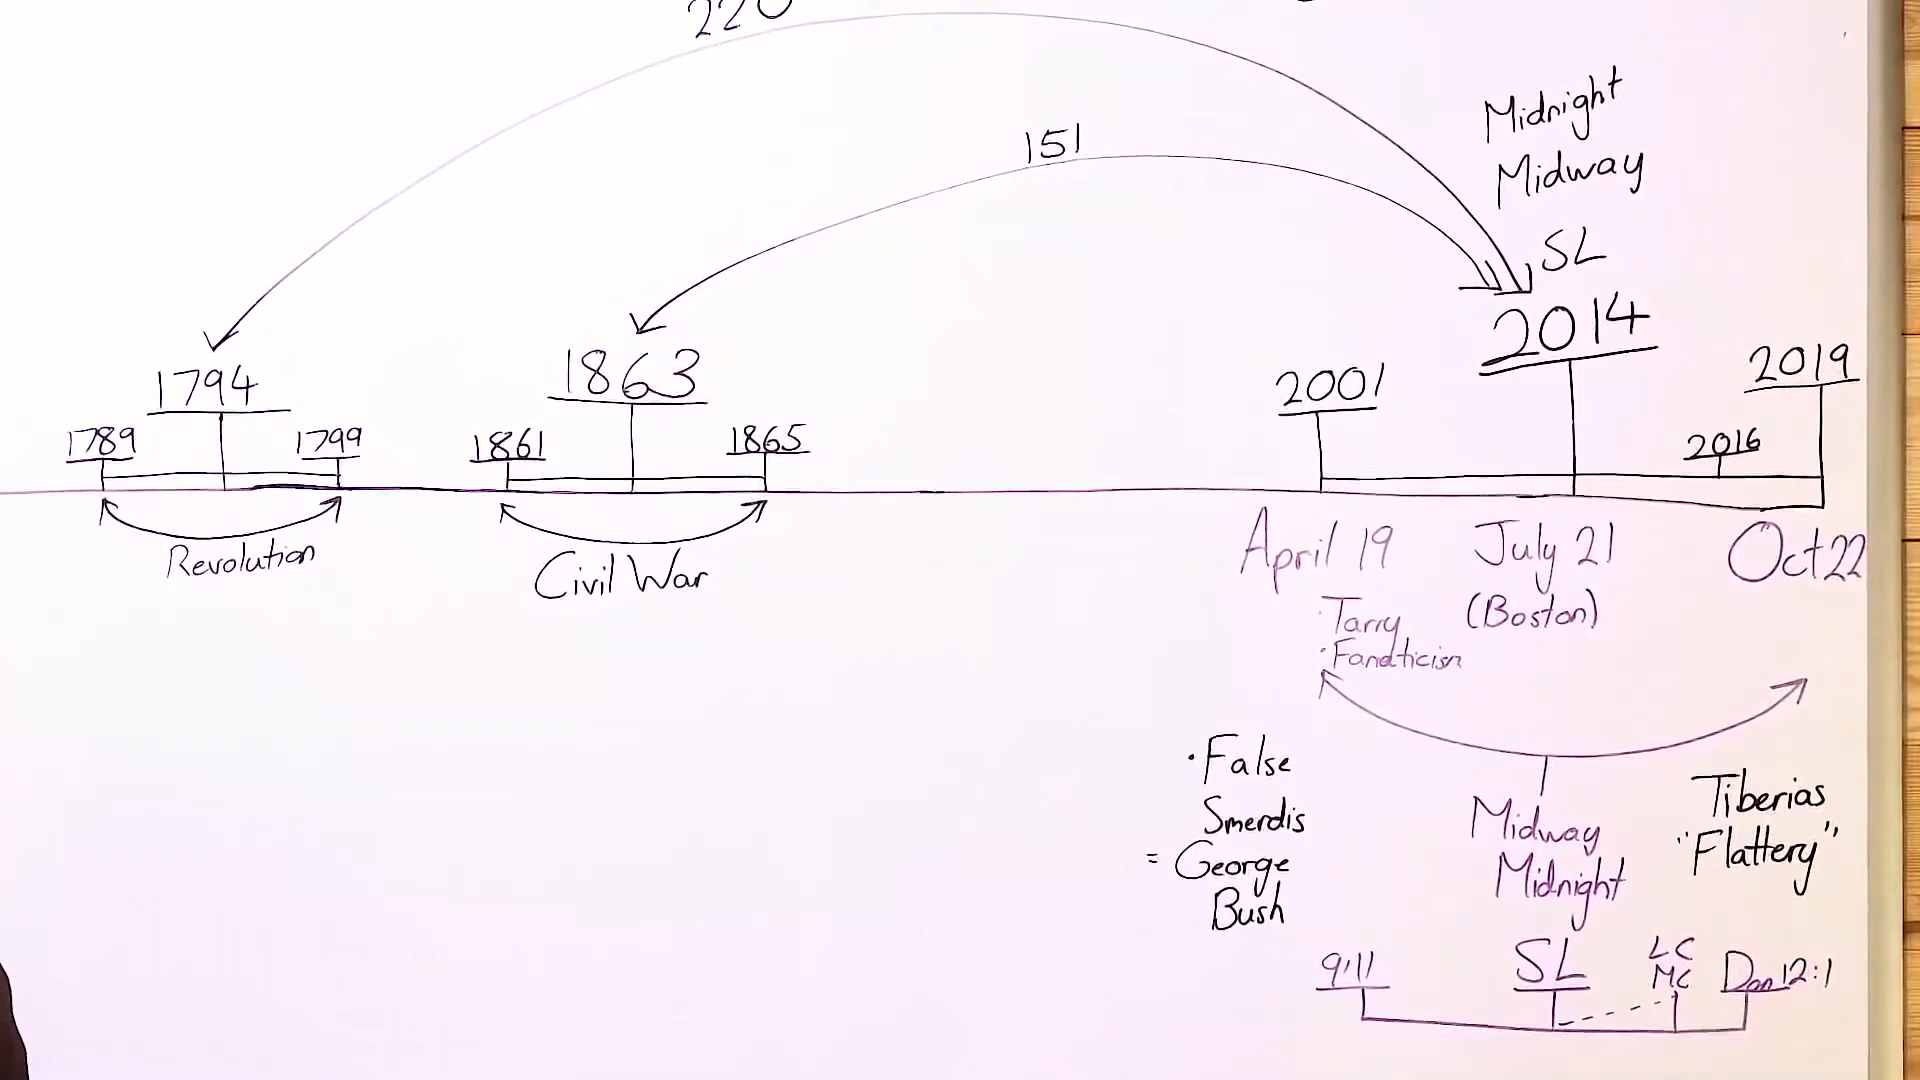 220
151
Midnight
Midway
SL
2014
1794
1863
2001
2019
1789
1799
1861
1865
2016
Revolution
Civil War
April 19
July 21
Oct 22
· Tarry
(Boston)
· Fanaticism
· False
Smerdis
= George
Bush
Midway
Midnight
Tiberias
"Flattery"
9·11
SL
LC
MC
Dan 12:1